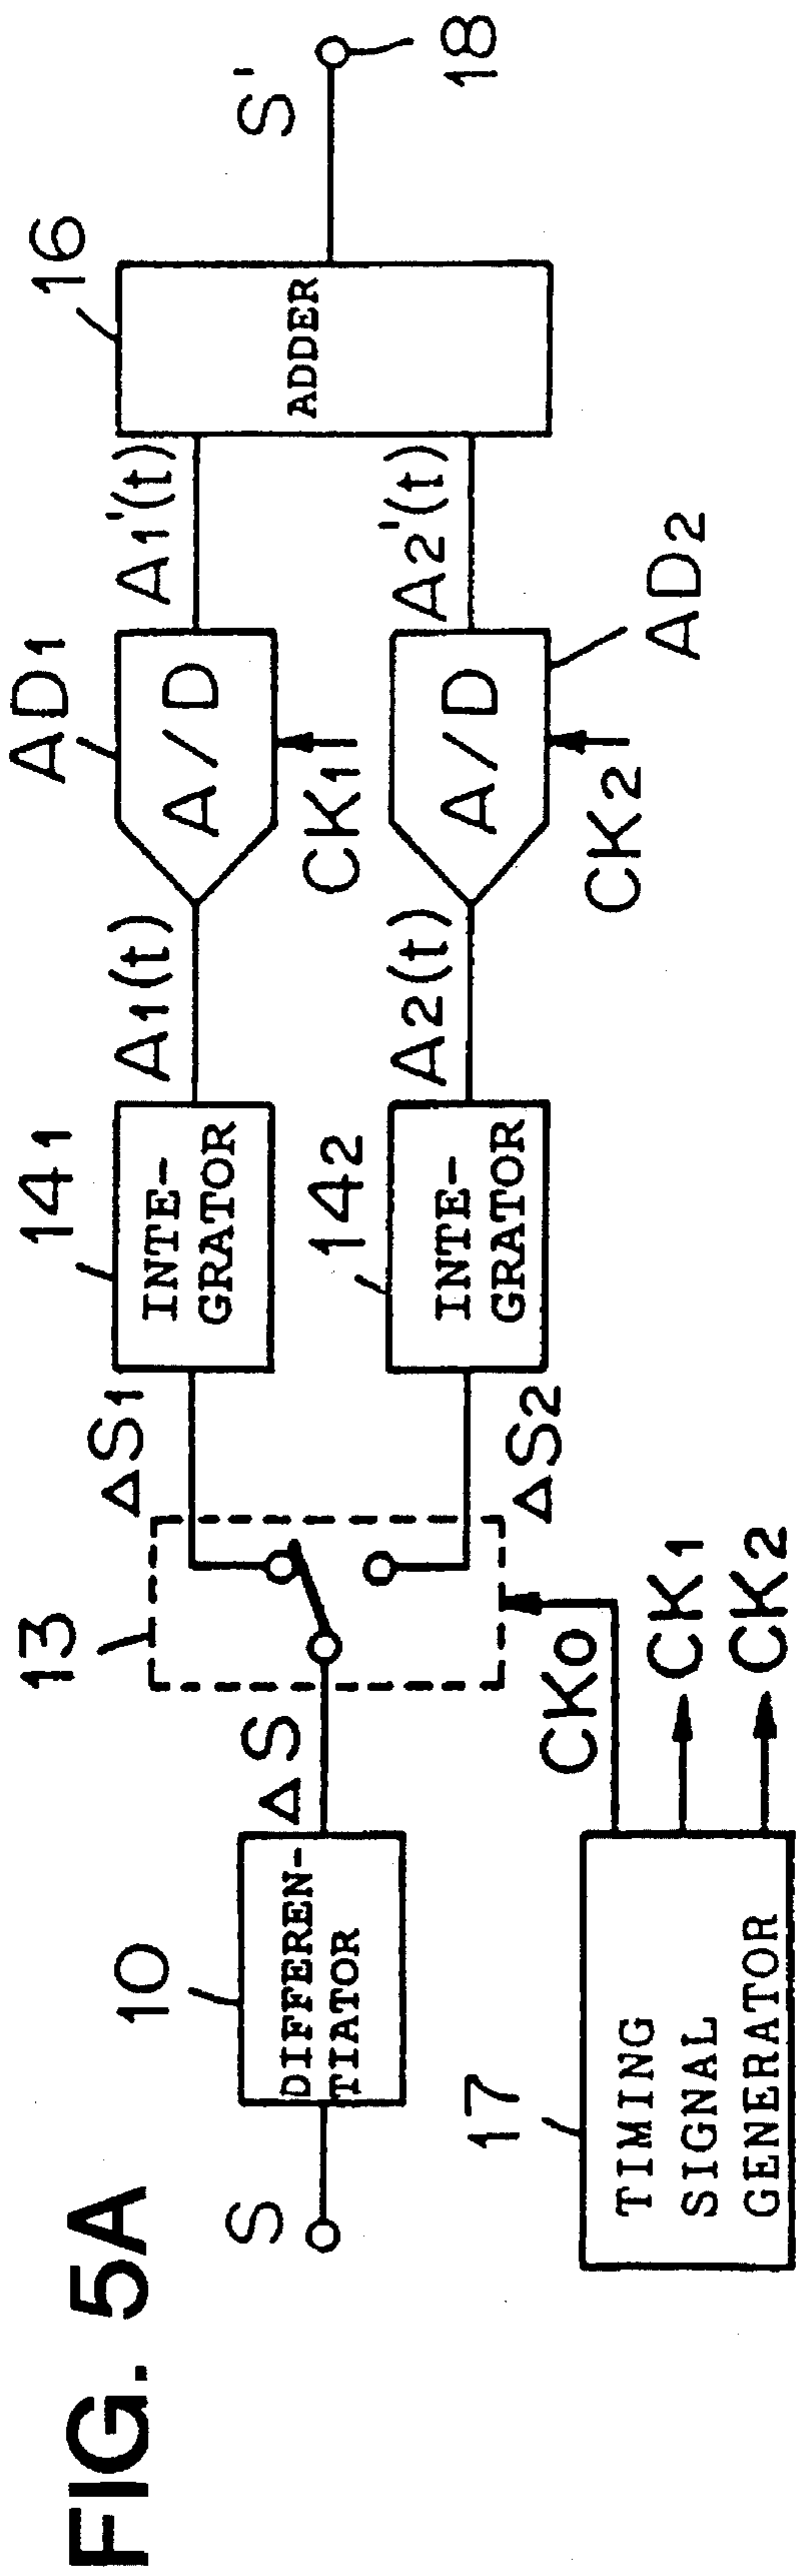 FIG. 5A
S
10
DIFFEREN-
TIATOR
ΔS
13
ΔS1
ΔS2
141
INTE-
GRATOR
142
INTE-
GRATOR
A1(t)
A2(t)
AD1
A/D
CK1
A/D
CK2
AD2
A1'(t)
A2'(t)
16
ADDER
S'
18
17
TIMING
SIGNAL
GENERATOR
CK0
CK1
CK2